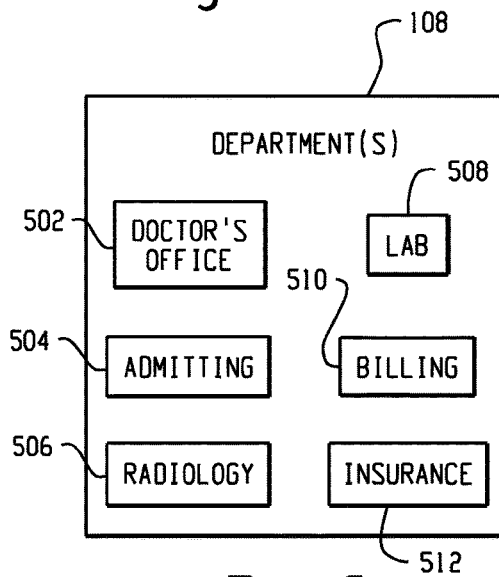 108
DEPARTMENT(S)
508
502
DOCTOR'S
OFFICE
LAB
510
504
ADMITTING
BILLING
506
RADIOLOGY
INSURANCE
512